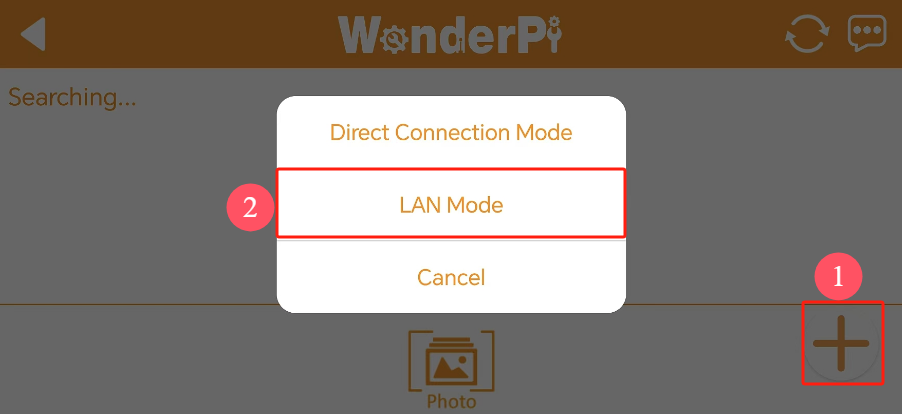 WonderPi
Searching...
Direct Connection Mode
2
LAN Mode
Cancel
1
Photo